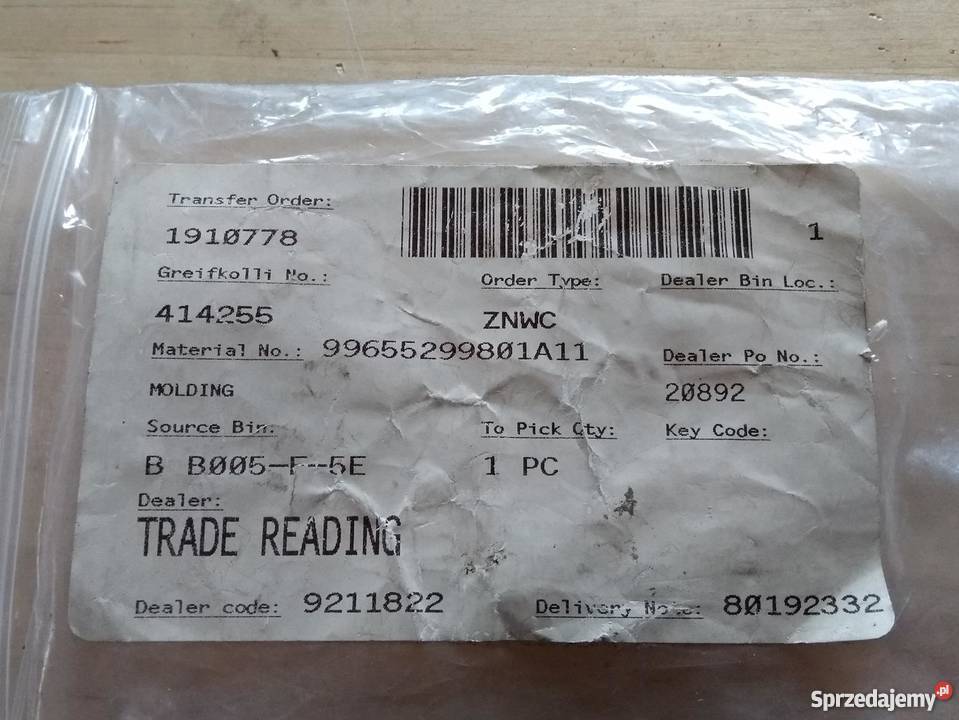 Transfer Order:
1910778
1
Greifkolli No.:
Order Type:
Dealer Bin Loc.:
414255
ZNWC
Material No.: 99655299801A11
Dealer Po No.:
MOLDING
20892
Source Bin:
To Pick Qty:
Key Code:
B B005-F--5E
1 PC
Dealer:
TRADE READING
Dealer code: 9211822
Delivery Note: 80192332
Sprzedajemy.pl